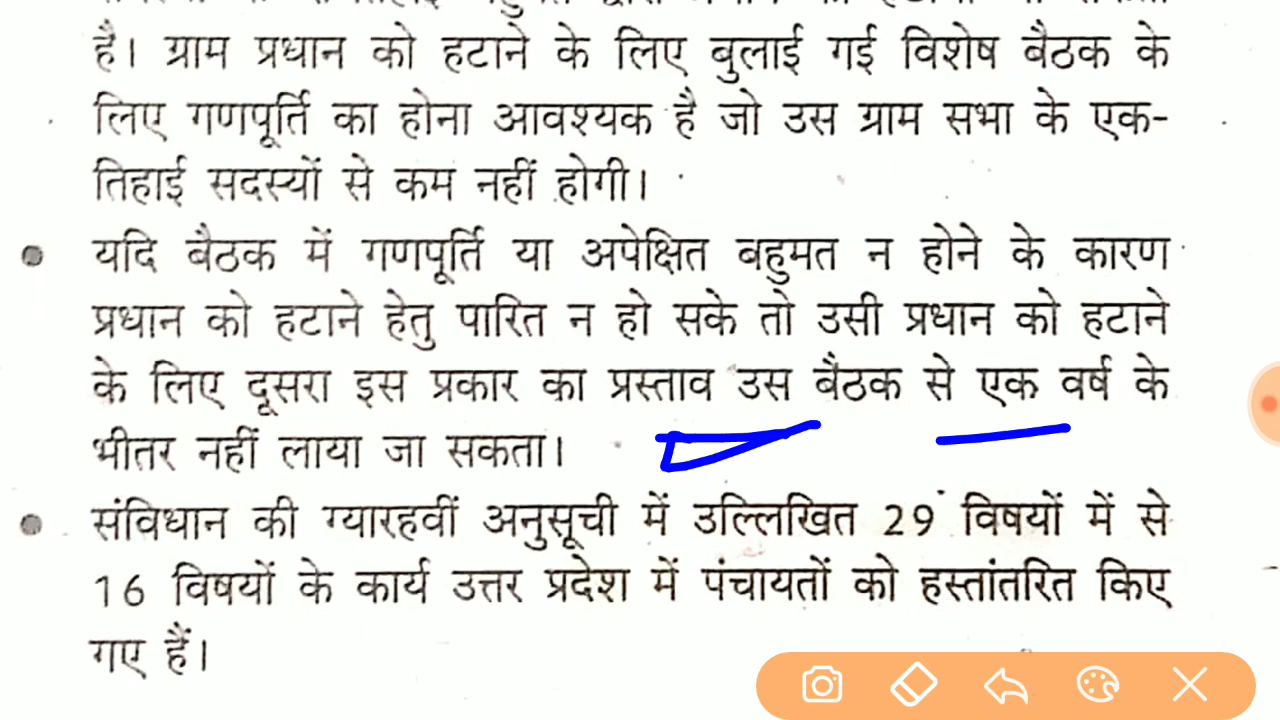 है। ग्राम प्रधान को हटाने के लिए बुलाई गई विशेष बैठक के
लिए गणपूर्ति का होना आवश्यक है जो उस ग्राम सभा के एक-
तिहाई सदस्यों से कम नहीं होगी।
यदि बैठक में गणपूर्ति या अपेक्षित बहुमत न होने के कारण
प्रधान को हटाने हेतु पारित न हो सके तो उसी प्रधान को हटाने
के लिए दूसरा इस प्रकार का प्रस्ताव उस बैठक से एक वर्ष के
भीतर नहीं लाया जा सकता।
संविधान की ग्यारहवीं अनुसूची में उल्लिखित 29 विषयों में से
16 विषयों के कार्य उत्तर प्रदेश में पंचायतों को हस्तांतरित किए
गए हैं।